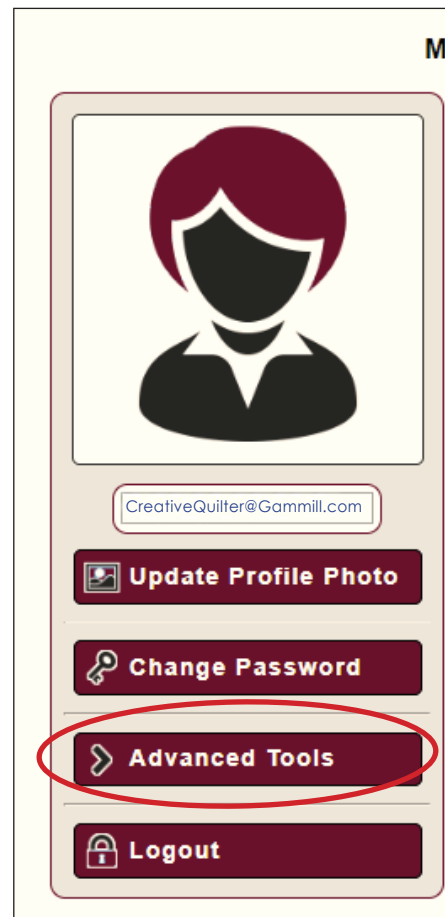 M
CreativeQuilter@Gammill.com
Update Profile Photo
Change Password
Advanced Tools
Logout